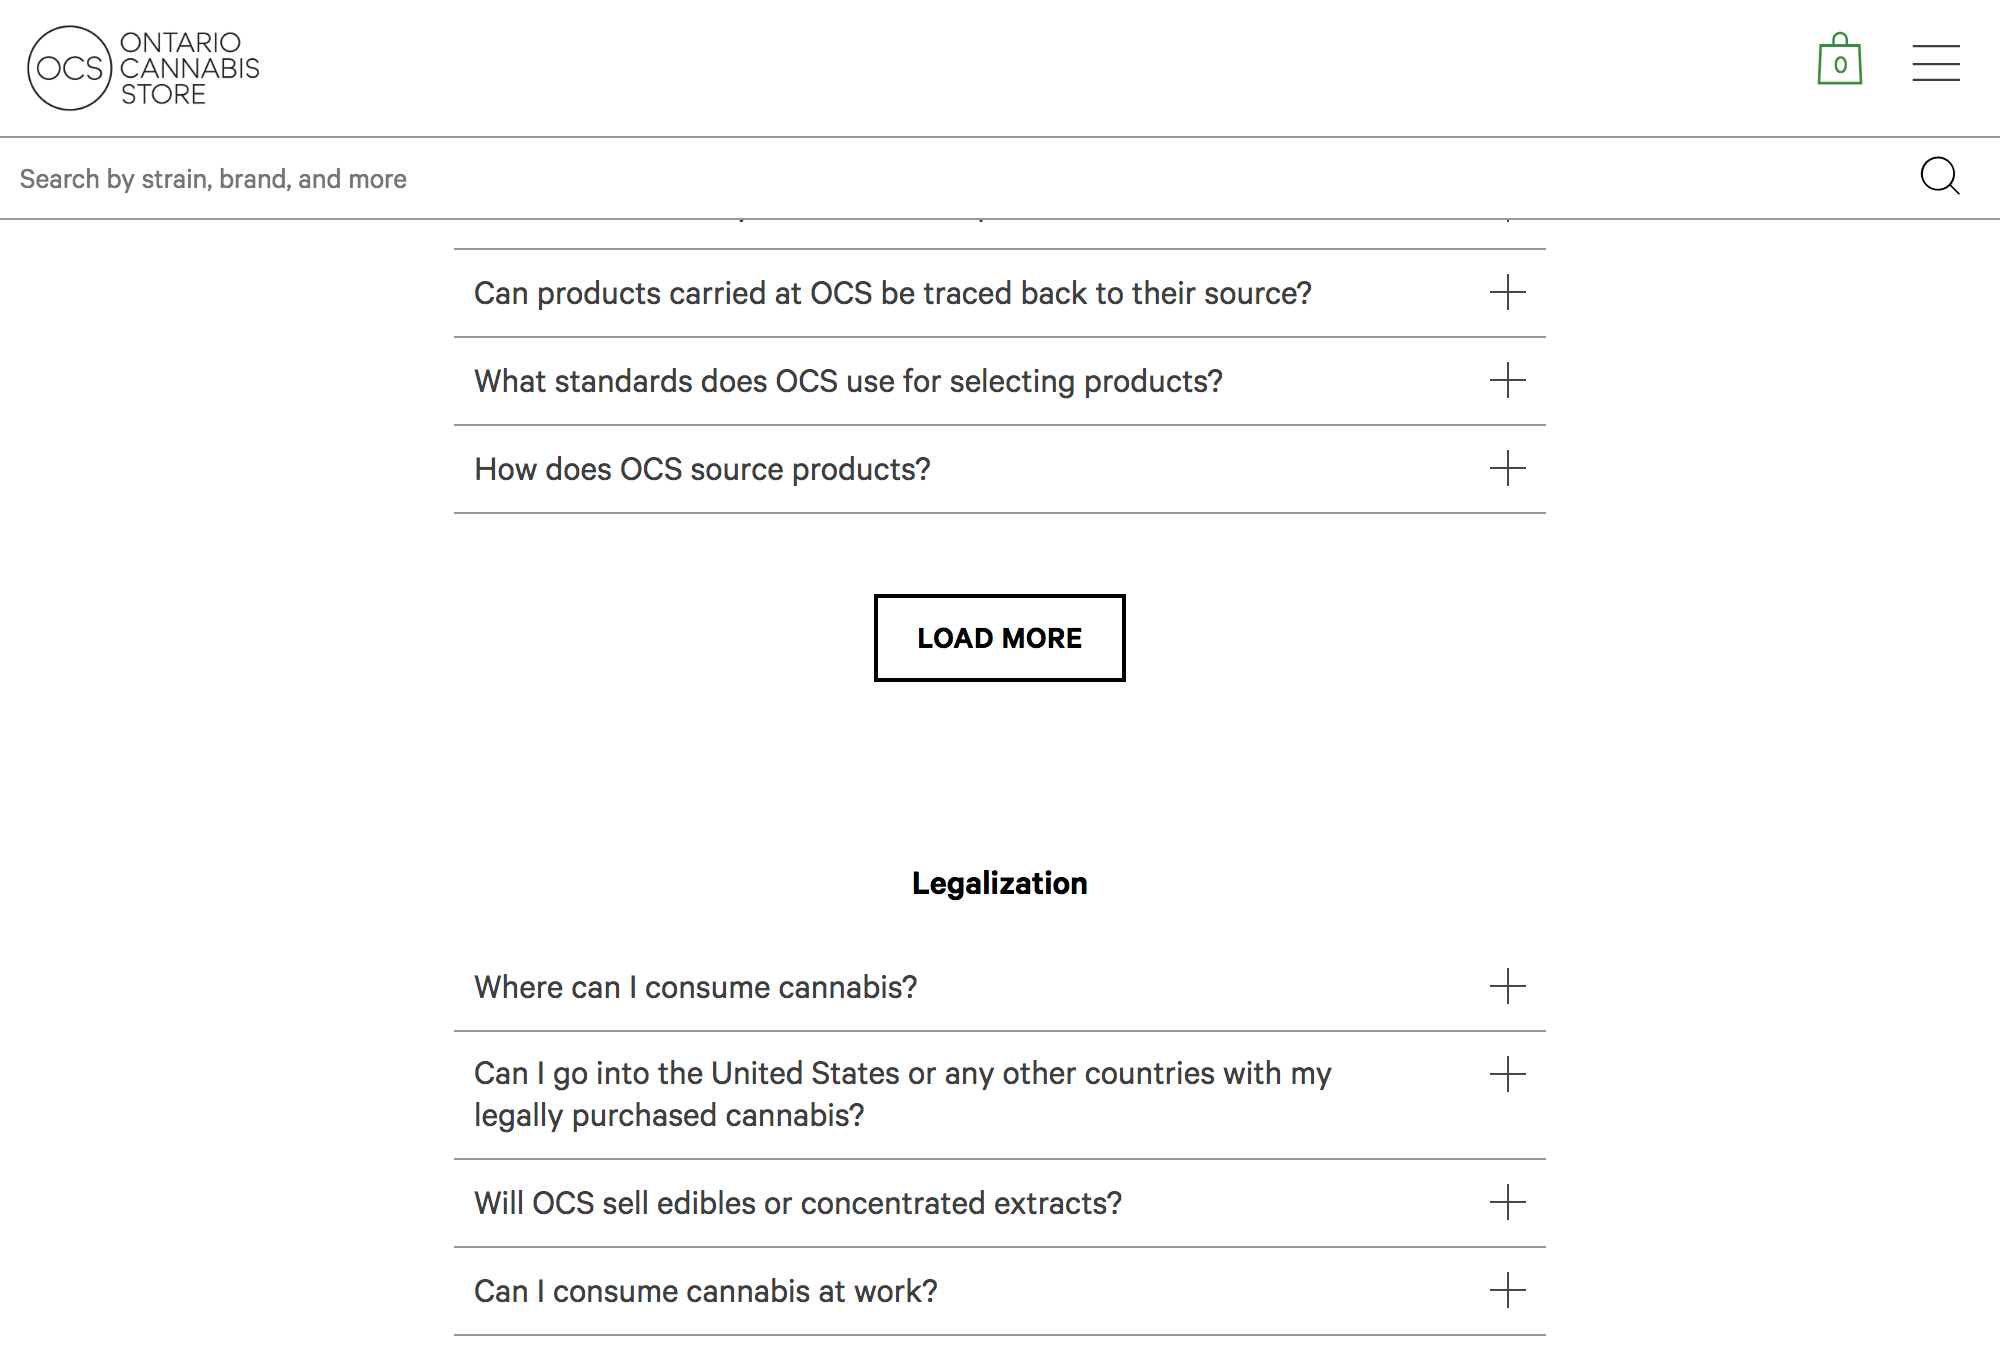 OCS
ONTARIO
CANNABIS
STORE
0
Search by strain, brand, and more
Can products carried at OCS be traced back to their source?
What standards does OCS use for selecting products?
How does OCS source products?
LOAD MORE
Legalization
Where can I consume cannabis?
Can I go into the United States or any other countries with my
legally purchased cannabis?
Will OCS sell edibles or concentrated extracts?
Can I consume cannabis at work?